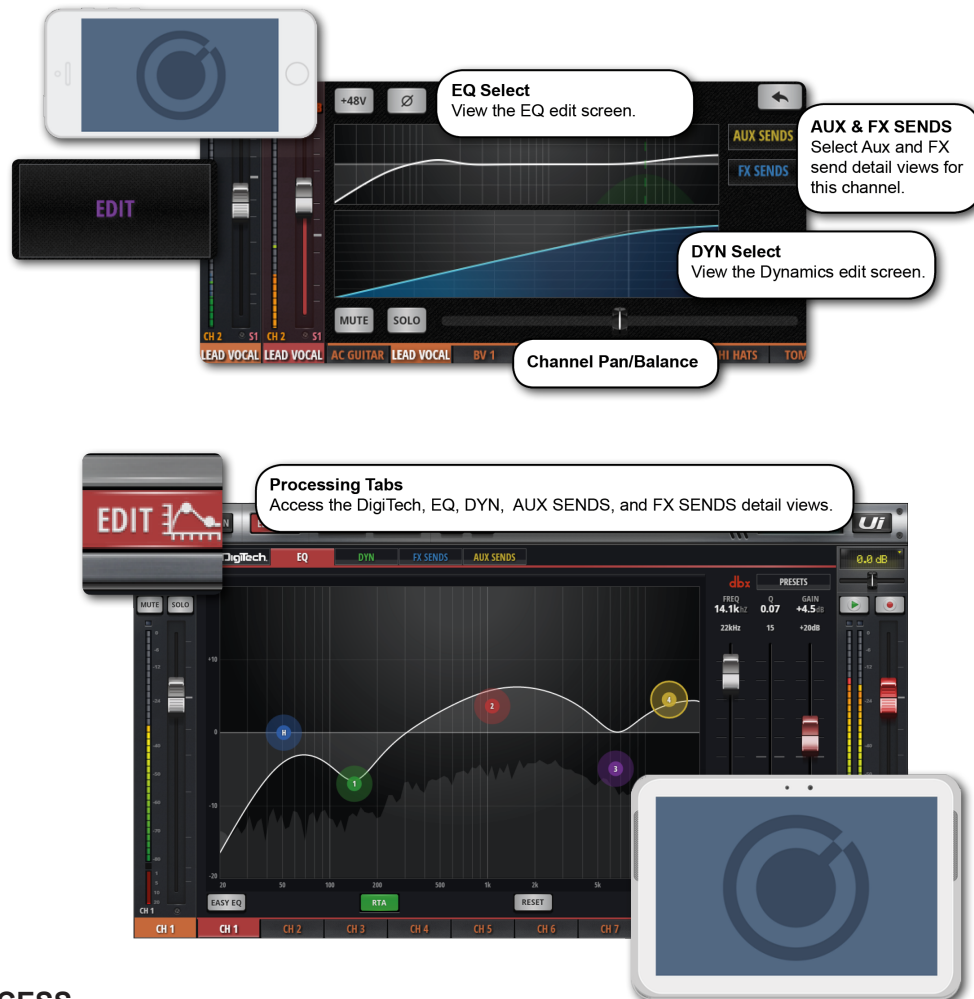 +48V
Ø
EQ Select
View the EQ edit screen.
AUX SENDS
FX SENDS
AUX & FX SENDS
Select Aux and FX
send detail views for
this channel.
EDIT
DYN Select
View the Dynamics edit screen.
MUTE SOLO
CH 2 S1 CH 2 S1
LEAD VOCAL LEAD VOCAL AC GUITAR LEAD VOCAL BV 1 HI HATS TOM
Channel Pan/Balance
Processing Tabs
Access the DigiTech, EQ, DYN, AUX SENDS, and FX SENDS detail views.
EDIT
Ui
DigiTech EQ DYN FX SENDS AUX SENDS
0.0 dB
dbx PRESETS
FREQ Q GAIN
14.1khZ 0.07 +4.5dB
22kHz 15 +20dB
MUTE SOLO
+10
0
-10
-20
H
1
2
3
4
20 50 100 200 500 1k 2k 5k
EASY EQ RTA RESET
CH 1
CH 1 CH 1 CH 2 CH 3 CH 4 CH 5 CH 6 CH 7